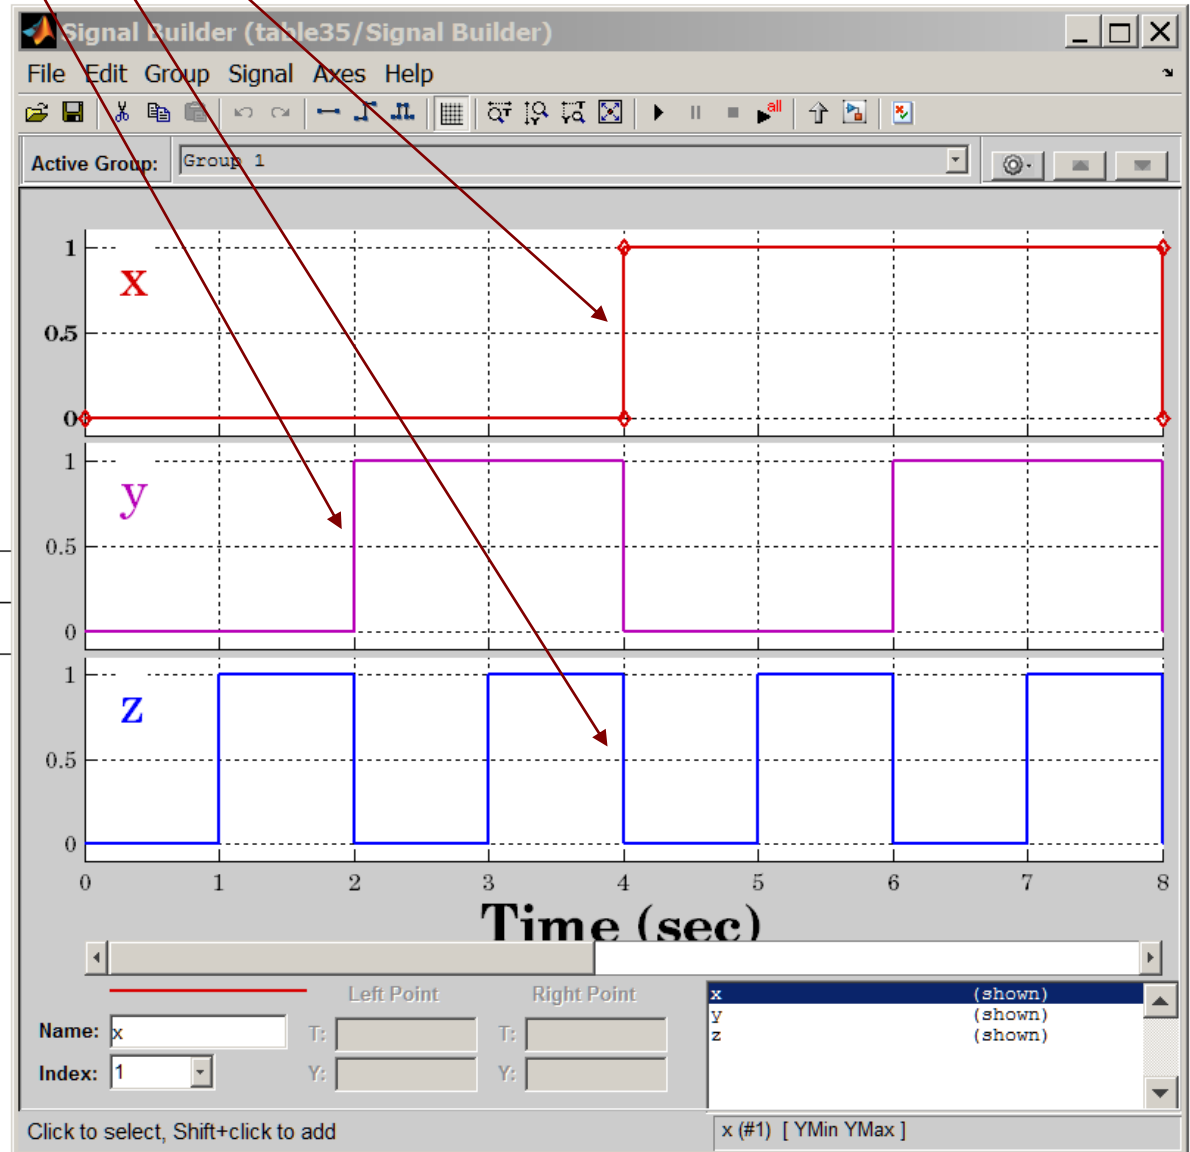 Signal Builder (table35/Signal Builder)
File Edit Group Signal Axes Help
all
Active Group: Group 1
1
x
0.5
0
1
y
0.5
0
1
z
0.5
0
0 1 2 3 4 5 6 7 8
Time (sec)
Left Point Right Point
Name: x T: T:
Index: 1 Y: Y:
x (shown)
y (shown)
z (shown)
Click to select, Shift+click to add
x (#1) [ YMin YMax ]